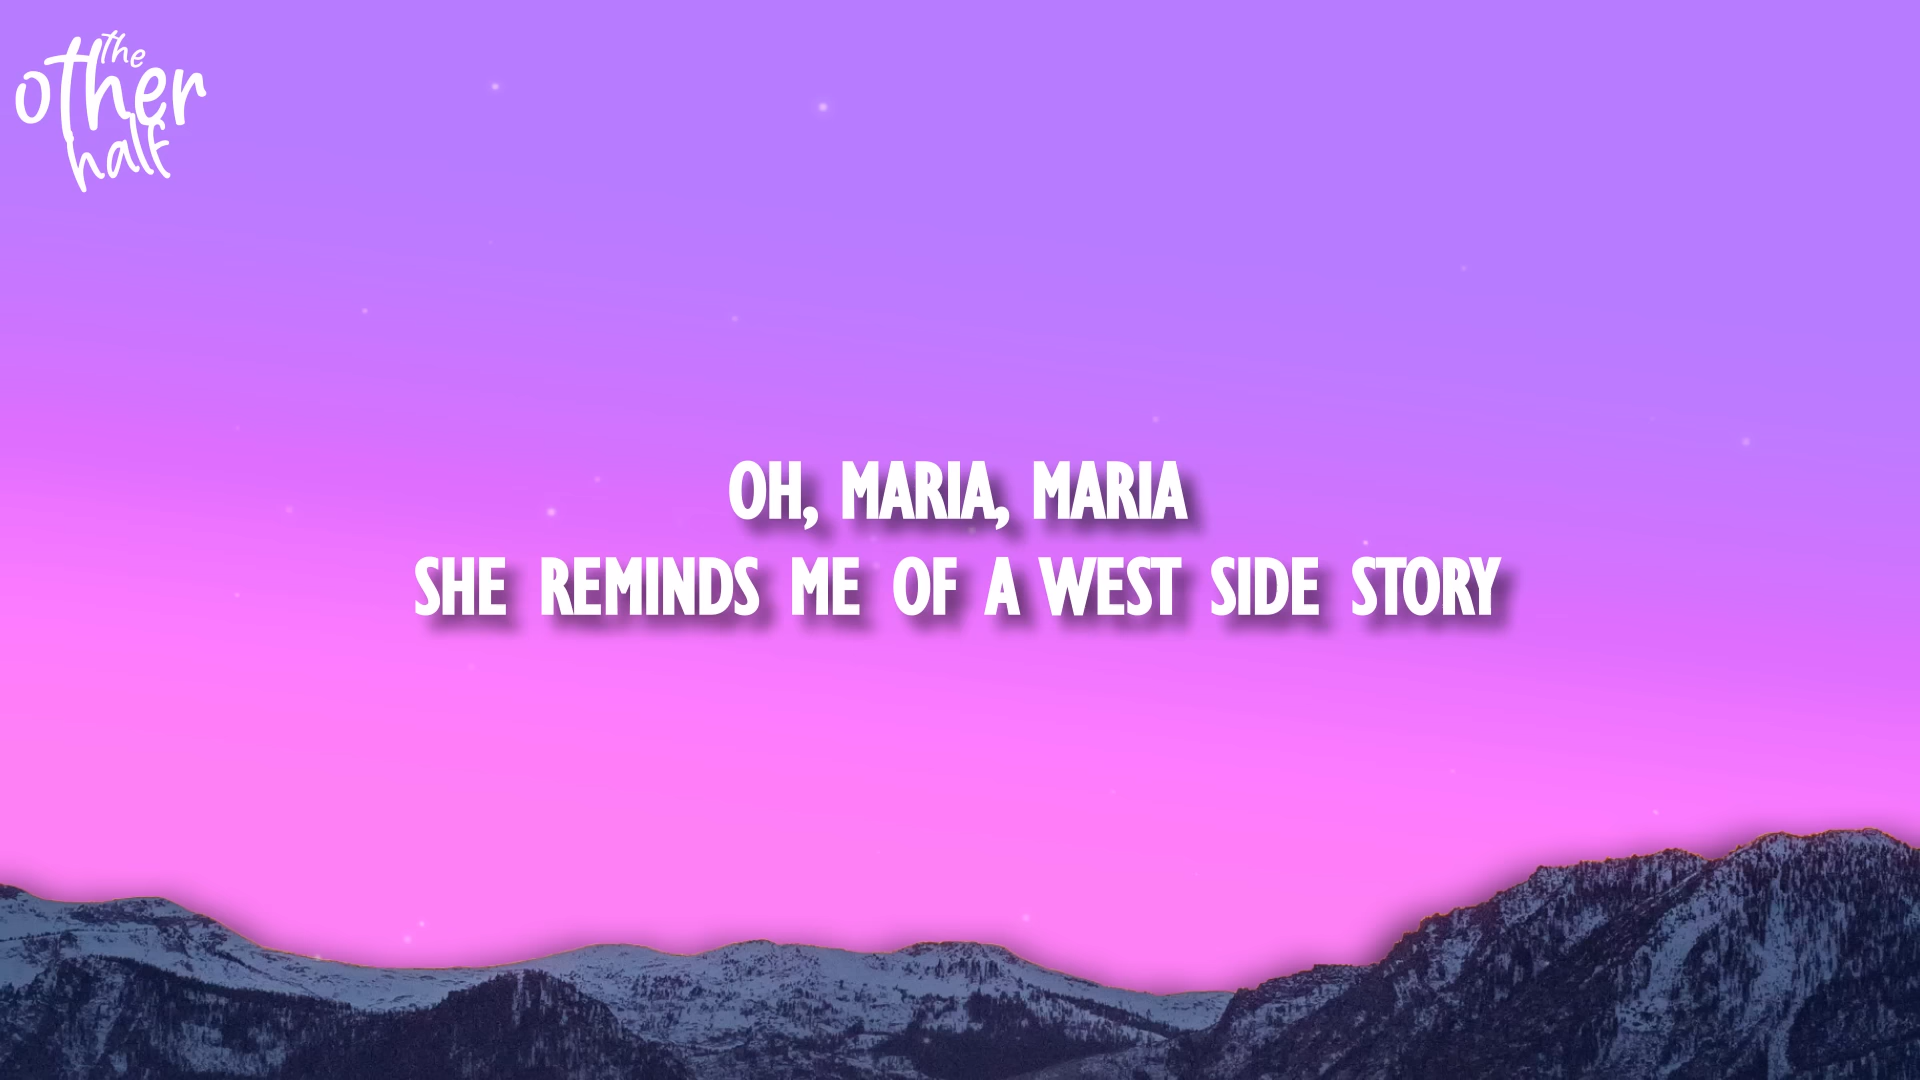 the
other
half
OH, MARIA, MARIA
SHE REMINDS ME OF A WEST SIDE STORY